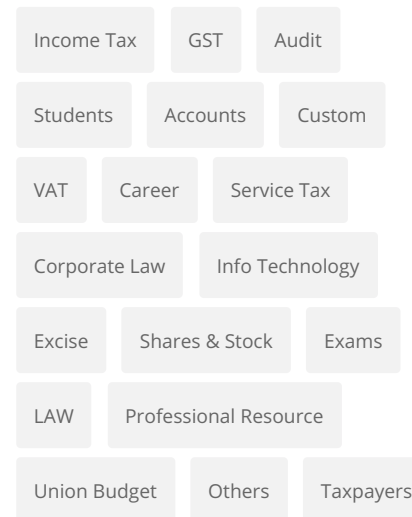 Income Tax GST Audit
Students Accounts Custom
VAT Career Service Tax
Corporate Law Info Technology
Excise Shares & Stock Exams
LAW Professional Resource
Union Budget Others Taxpayers